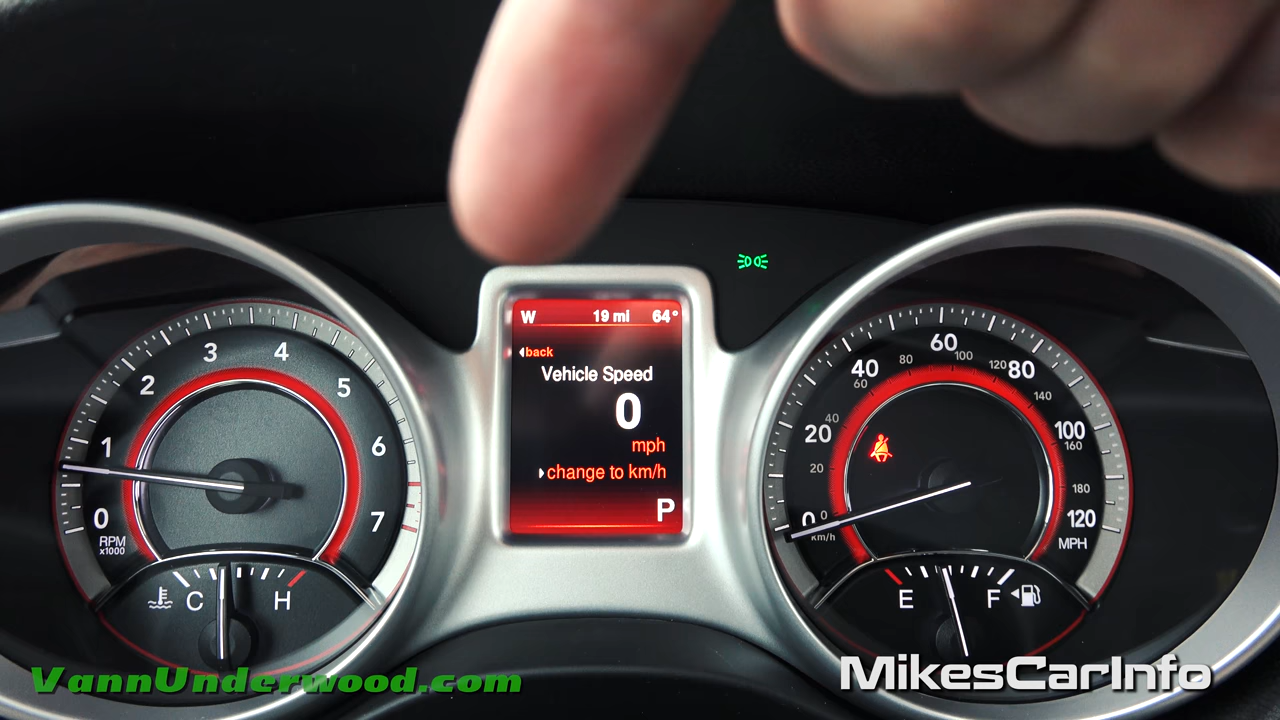 W 19 mi 64°
back
Vehicle Speed
0
mph
change to km/h
P
0 1 2 3 4 5 6 7
RPM
x1000
C H
0 20 40 60 80 100 120
MPH
0 20 40 60 80 100 120 140 160 180
km/h
E F
VannUnderwood.com
MikesCarInfo